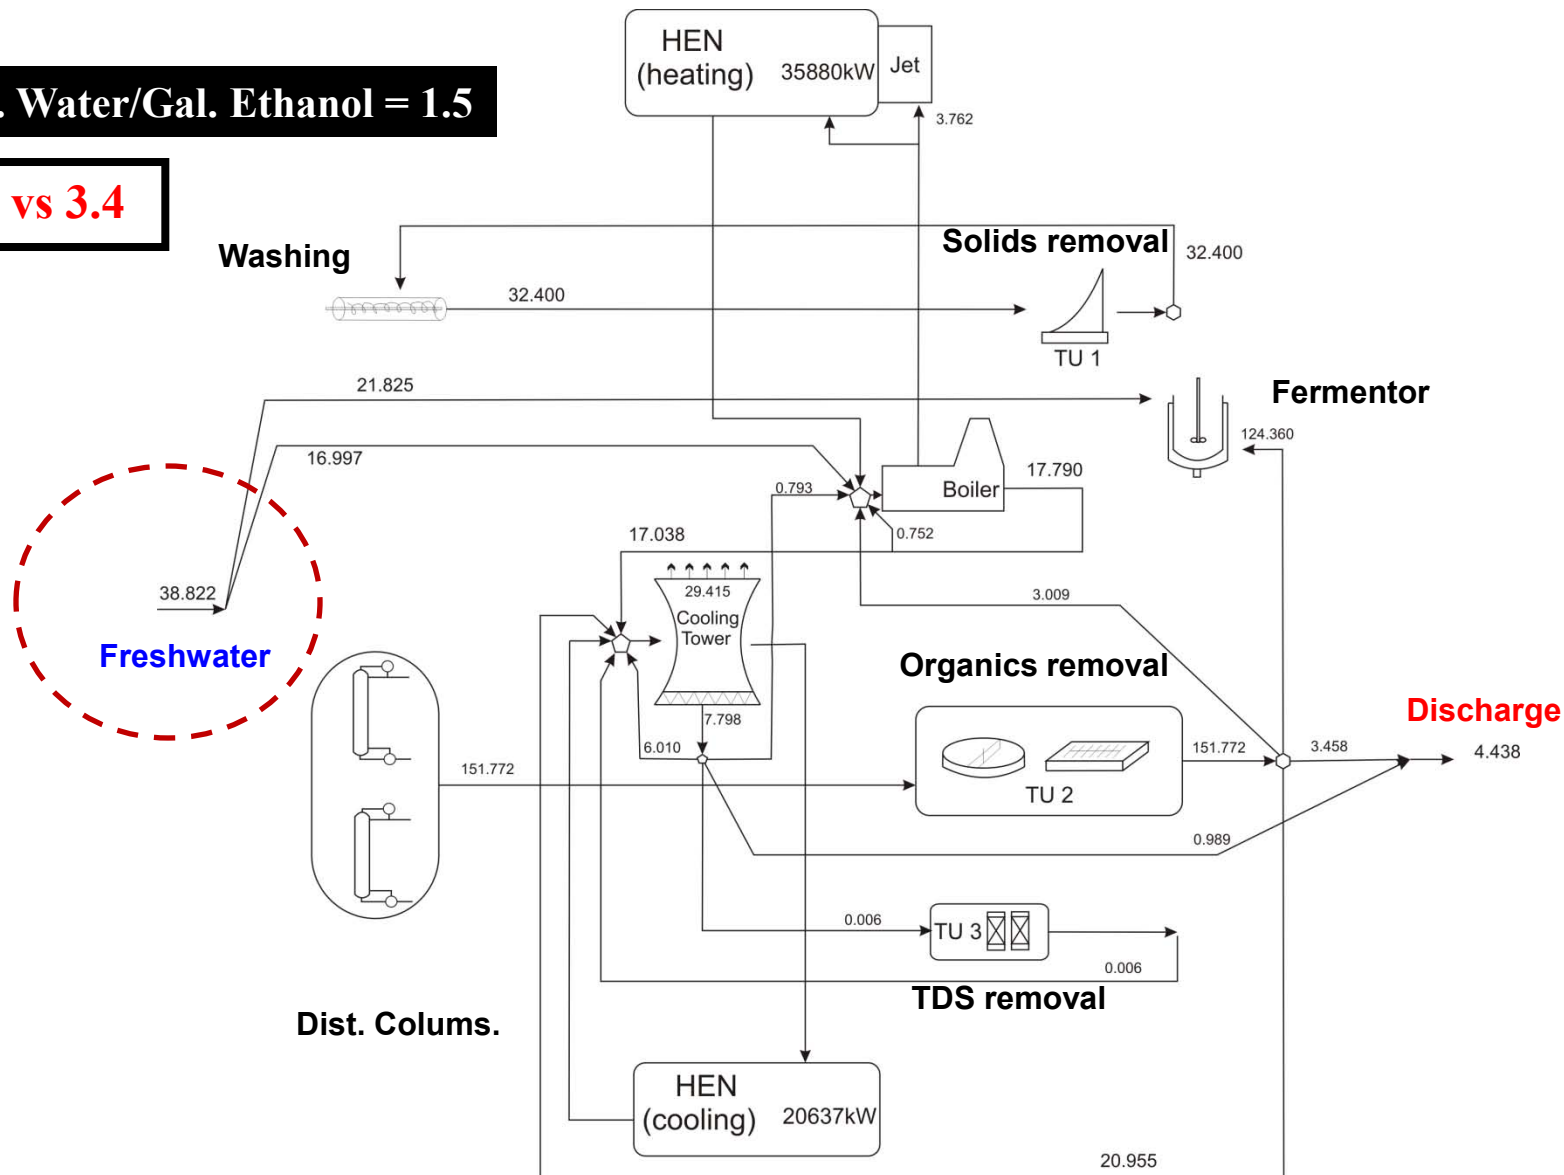 HEN
(heating)
35880kW
Jet
. Water/Gal. Ethanol = 1.5
3.762
vs 3.4
Washing
Solids removal
32.400
32.400
TU 1
21.825
Fermentor
124.360
16.997
17.790
0.793
Boiler
17.038
0.752
38.822
29.415
3.009
Cooling
Tower
Freshwater
Organics removal
Discharge
7.798
6.010
151.772
151.772
3.458
4.438
TU 2
0.989
0.006
TU 3
0.006
TDS removal
Dist. Colums.
HEN
(cooling)
20637kW
20.955